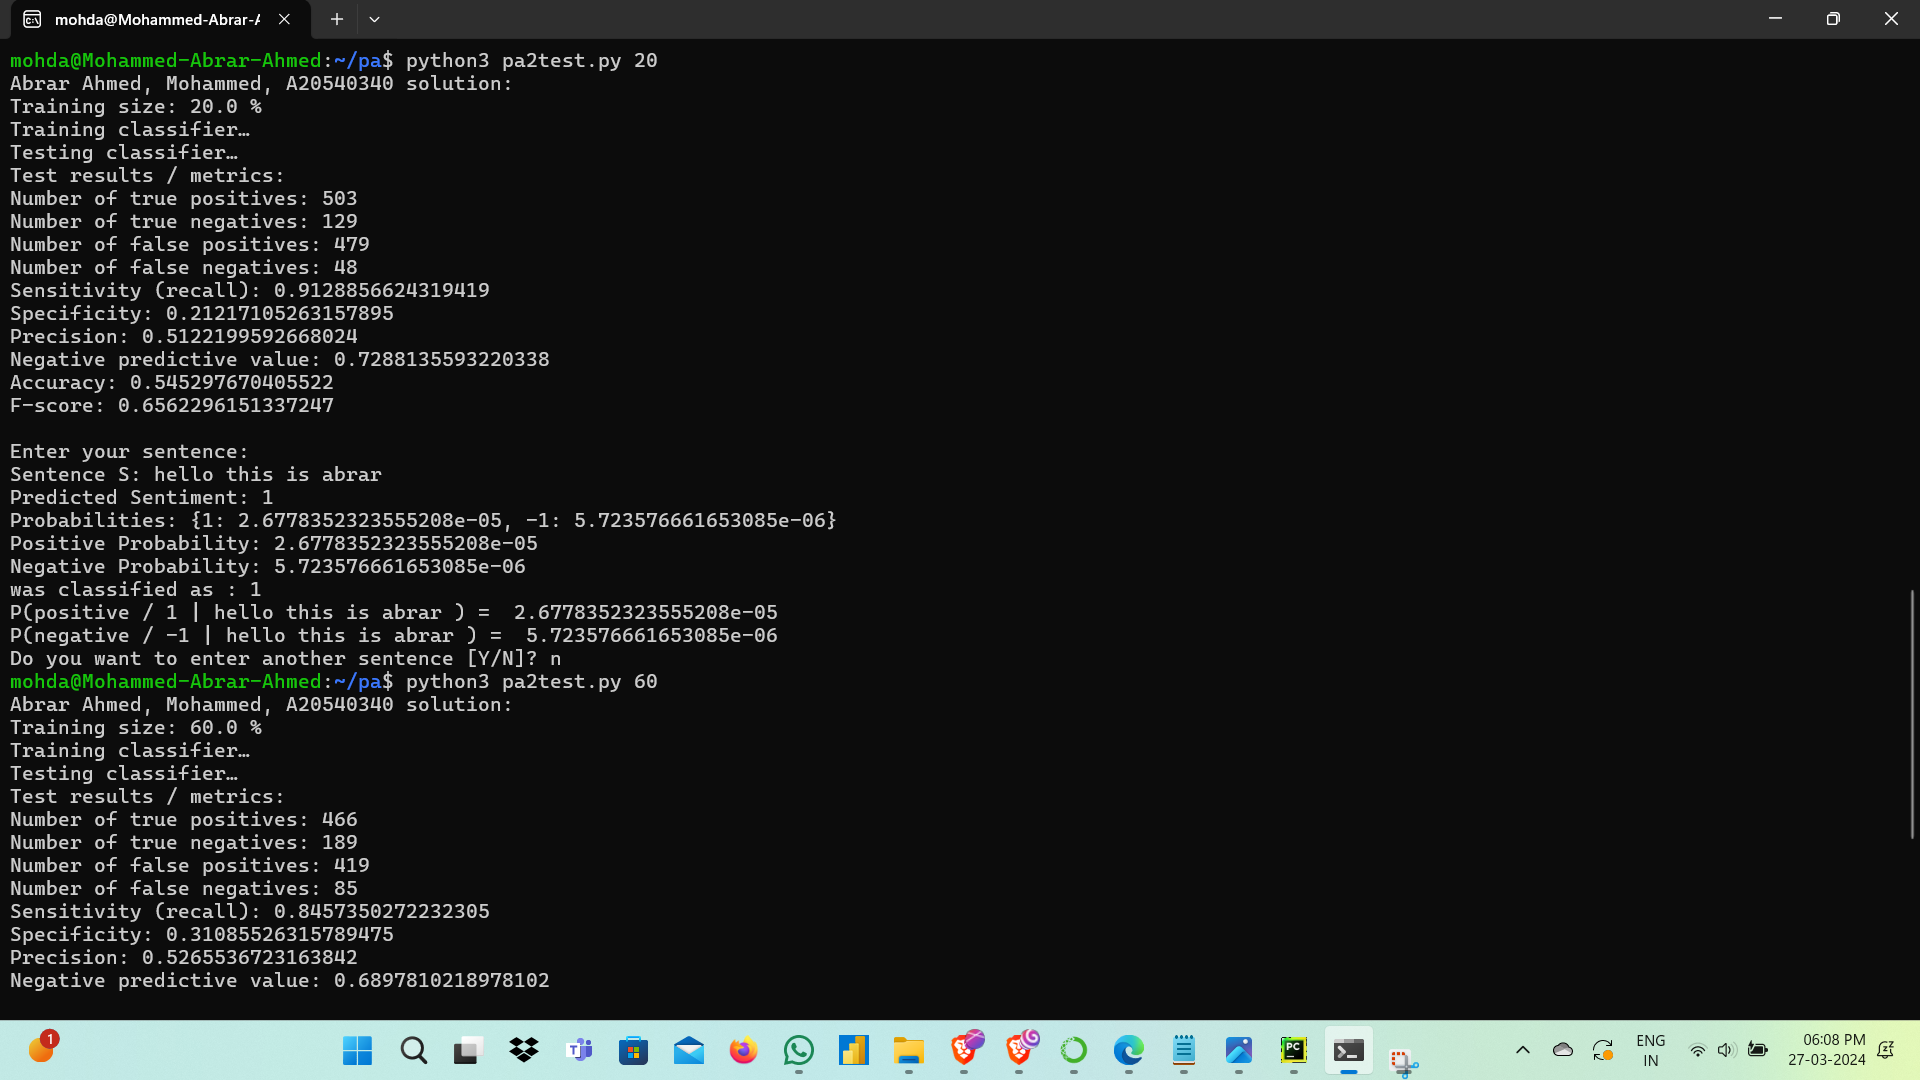 mohda@Mohammed-Abrar-A
mohda@Mohammed-Abrar-Ahmed:~/pa$ python3 pa2test.py 20
Abrar Ahmed, Mohammed, A20540340 solution:
Training size: 20.0 %
Training classifier…
Testing classifier…
Test results / metrics:
Number of true positives: 503
Number of true negatives: 129
Number of false positives: 479
Number of false negatives: 48
Sensitivity (recall): 0.9128856624319419
Specificity: 0.21217105263157895
Precision: 0.5122199592668024
Negative predictive value: 0.7288135593220338
Accuracy: 0.545297670405522
F-score: 0.6562296151337247
Enter your sentence:
Sentence S: hello this is abrar
Predicted Sentiment: 1
Probabilities: {1: 2.6778352323555208e-05, -1: 5.723576661653085e-06}
Positive Probability: 2.6778352323555208e-05
Negative Probability: 5.723576661653085e-06
was classified as : 1
P(positive / 1 | hello this is abrar ) =  2.6778352323555208e-05
P(negative / -1 | hello this is abrar ) =  5.723576661653085e-06
Do you want to enter another sentence [Y/N]? n
mohda@Mohammed-Abrar-Ahmed:~/pa$ python3 pa2test.py 60
Abrar Ahmed, Mohammed, A20540340 solution:
Training size: 60.0 %
Training classifier…
Testing classifier…
Test results / metrics:
Number of true positives: 466
Number of true negatives: 189
Number of false positives: 419
Number of false negatives: 85
Sensitivity (recall): 0.8457350272232305
Specificity: 0.31085526315789475
Precision: 0.5265536723163842
Negative predictive value: 0.6897810218978102
1
PC
ENG
IN
06:08 PM
27-03-2024